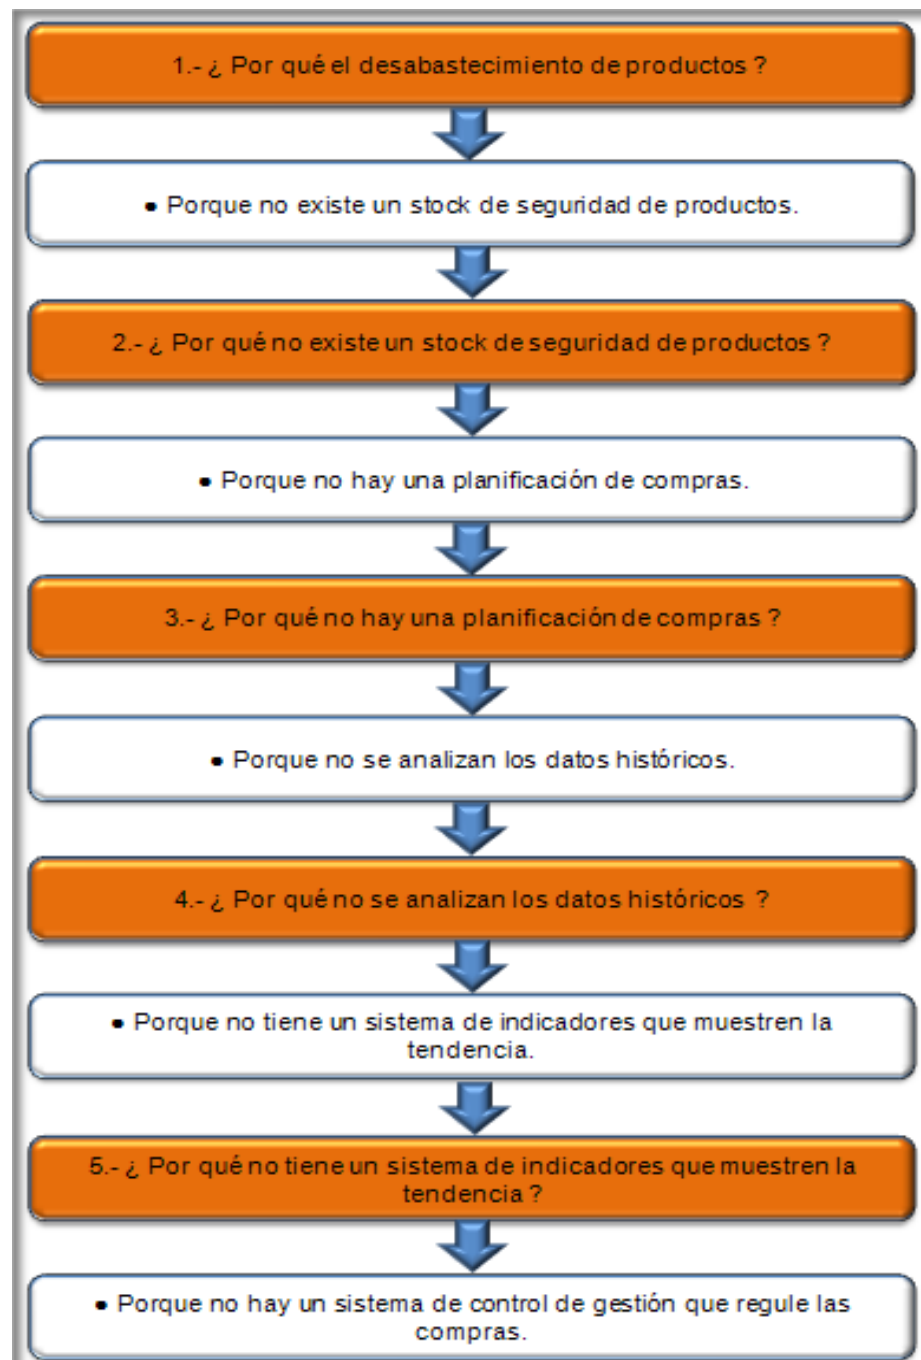 1.- ¿ Por qué el desabastecimiento de productos ?
• Porque no existe un stock de seguridad de productos.
2.- ¿ Por qué no existe un stock de seguridad de productos ?
• Porque no hay una planificación de compras.
3.- ¿ Por qué no hay una planificación de compras ?
• Porque no se analizan los datos históricos.
4.- ¿ Por qué no se analizan los datos históricos ?
• Porque no tiene un sistema de indicadores que muestren la
tendencia.
5.- ¿ Por qué no tiene un sistema de indicadores que muestren la
tendencia ?
• Porque no hay un sistema de control de gestión que regule las
compras.